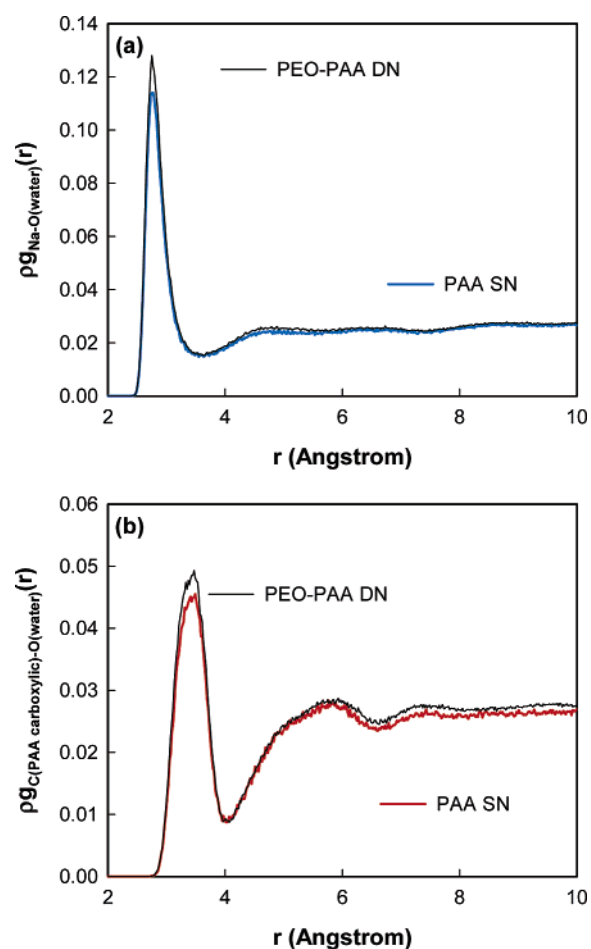 (a)
PEO-PAA DN
PAA SN
ρg_Na-O(water)(r)
0.14
0.12
0.10
0.08
0.06
0.04
0.02
0.00
2 4 6 8 10
r (Angstrom)
(b)
PEO-PAA DN
PAA SN
ρg_C(PAA carboxylic)-O(water)(r)
0.06
0.05
0.04
0.03
0.02
0.01
0.00
2 4 6 8 10
r (Angstrom)